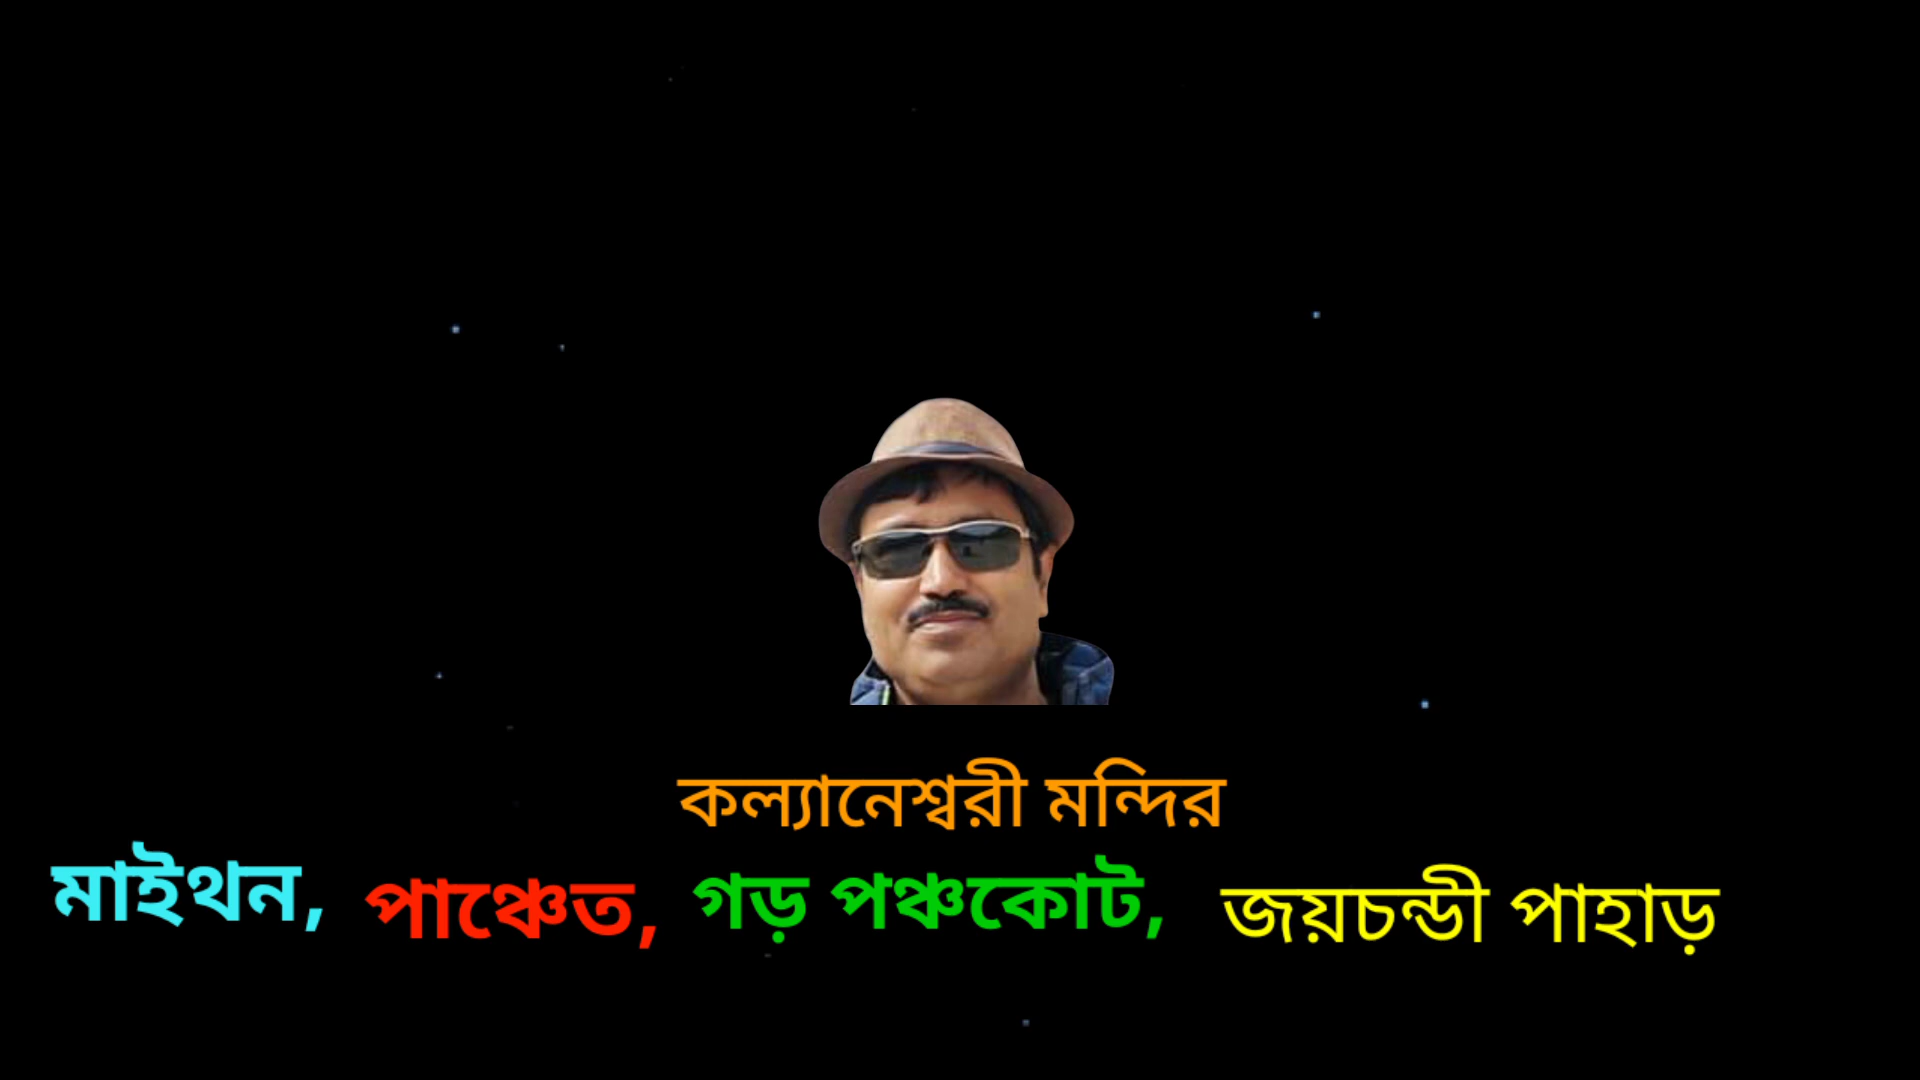 কল্যানেশ্বরী মন্দির
মাইথন, পাঞ্চেত, গড় পঞ্চকোট, জয়চন্ডী পাহাড়